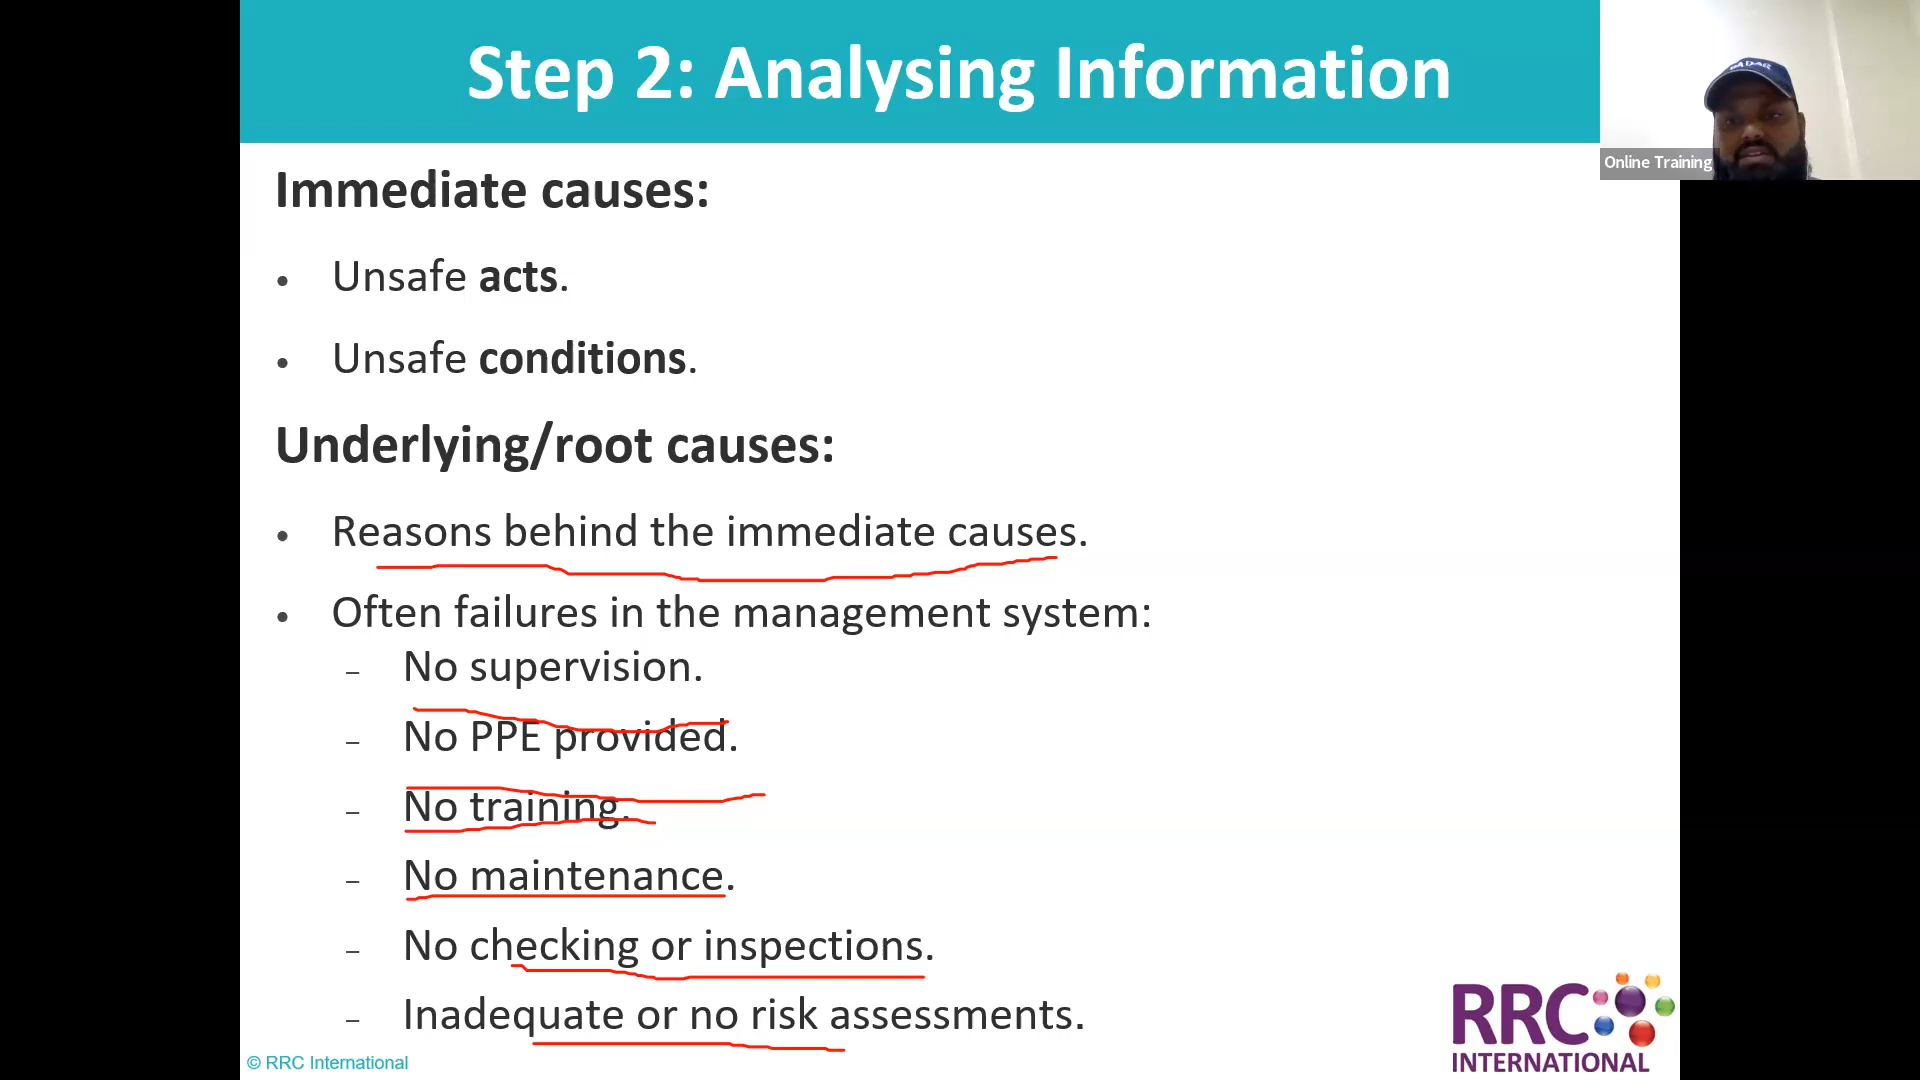 Step 2: Analysing Information
Online Training
Immediate causes:
• Unsafe acts.
• Unsafe conditions.
Underlying/root causes:
• Reasons behind the immediate causes.
• Often failures in the management system:
– No supervision.
– No PPE provided.
– No training.
– No maintenance.
– No checking or inspections.
– Inadequate or no risk assessments.
© RRC International
RRC
INTERNATIONAL